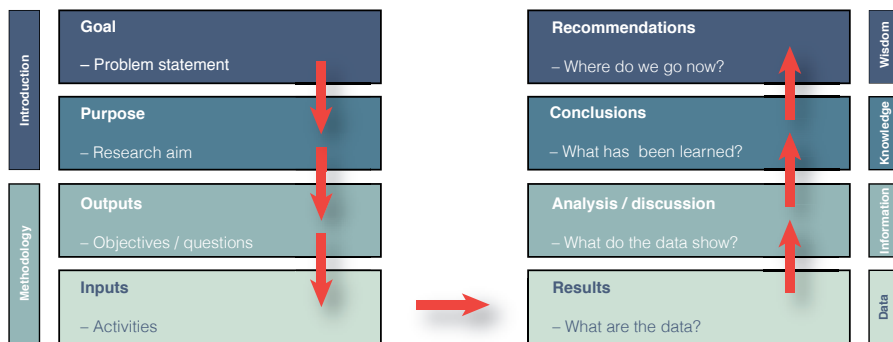 Introduction
Goal
– Problem statement
Purpose
– Research aim
Methodology
Outputs
– Objectives / questions
Inputs
– Activities
Recommendations
– Where do we go now?
Wisdom
Conclusions
– What has been learned?
Knowledge
Analysis / discussion
– What do the data show?
Information
Results
– What are the data?
Data